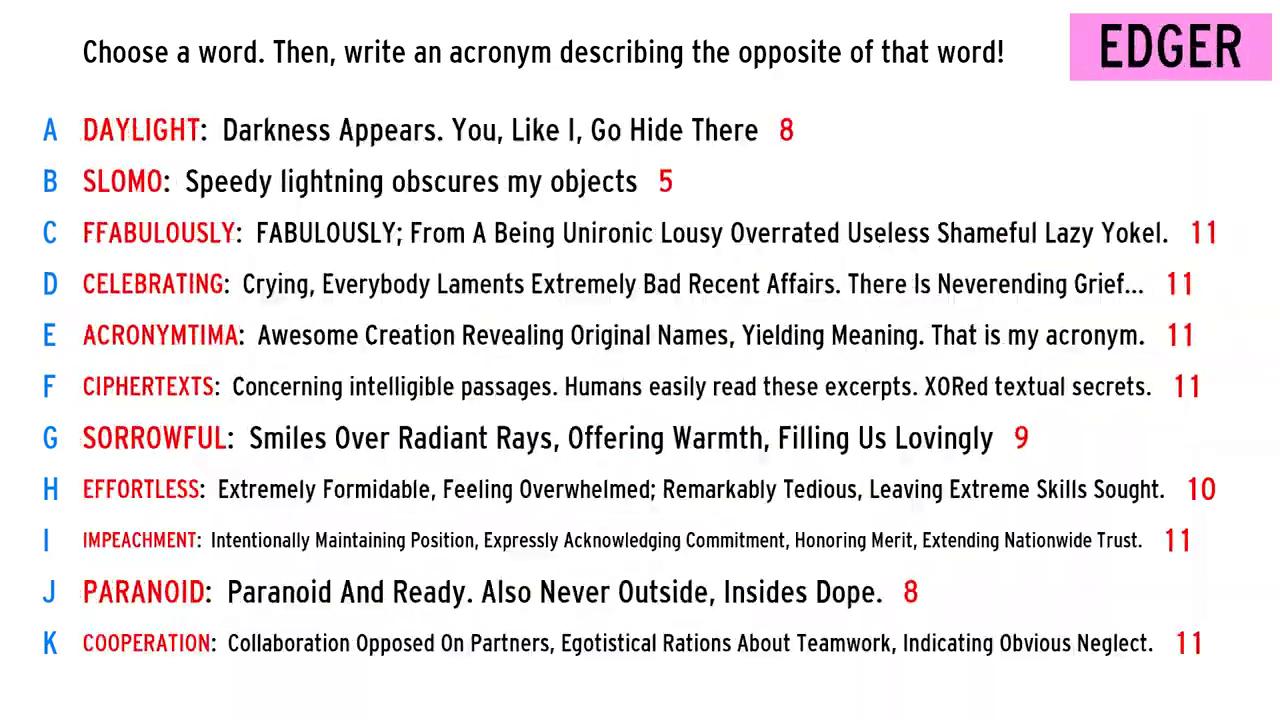 Choose a word. Then, write an acronym describing the opposite of that word!
EDGER
A DAYLIGHT: Darkness Appears. You, Like I, Go Hide There 8
B SLOMO: Speedy lightning obscures my objects 5
C FFABULOUSLY: FABULOUSLY; From A Being Unironic Lousy Overrated Useless Shameful Lazy Yokel. 11
D CELEBRATING: Crying, Everybody Laments Extremely Bad Recent Affairs. There Is Neverending Grief... 11
E ACRONYMTIMA: Awesome Creation Revealing Original Names, Yielding Meaning. That is my acronym. 11
F CIPHERTEXTS: Concerning intelligible passages. Humans easily read these excerpts. XORed textual secrets. 11
G SORROWFUL: Smiles Over Radiant Rays, Offering Warmth, Filling Us Lovingly 9
H EFFORTLESS: Extremely Formidable, Feeling Overwhelmed; Remarkably Tedious, Leaving Extreme Skills Sought. 10
I IMPEACHMENT: Intentionally Maintaining Position, Expressly Acknowledging Commitment, Honoring Merit, Extending Nationwide Trust. 11
J PARANOID: Paranoid And Ready. Also Never Outside, Insides Dope. 8
K COOPERATION: Collaboration Opposed On Partners, Egotistical Rations About Teamwork, Indicating Obvious Neglect. 11